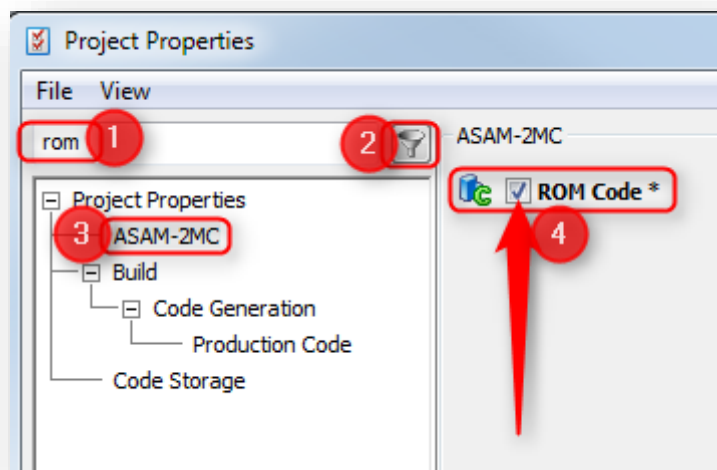 Project Properties
File View
rom 1 2
ASAM-2MC
Project Properties
ROM Code *
3 ASAM-2MC
4
Build
Code Generation
Production Code
Code Storage